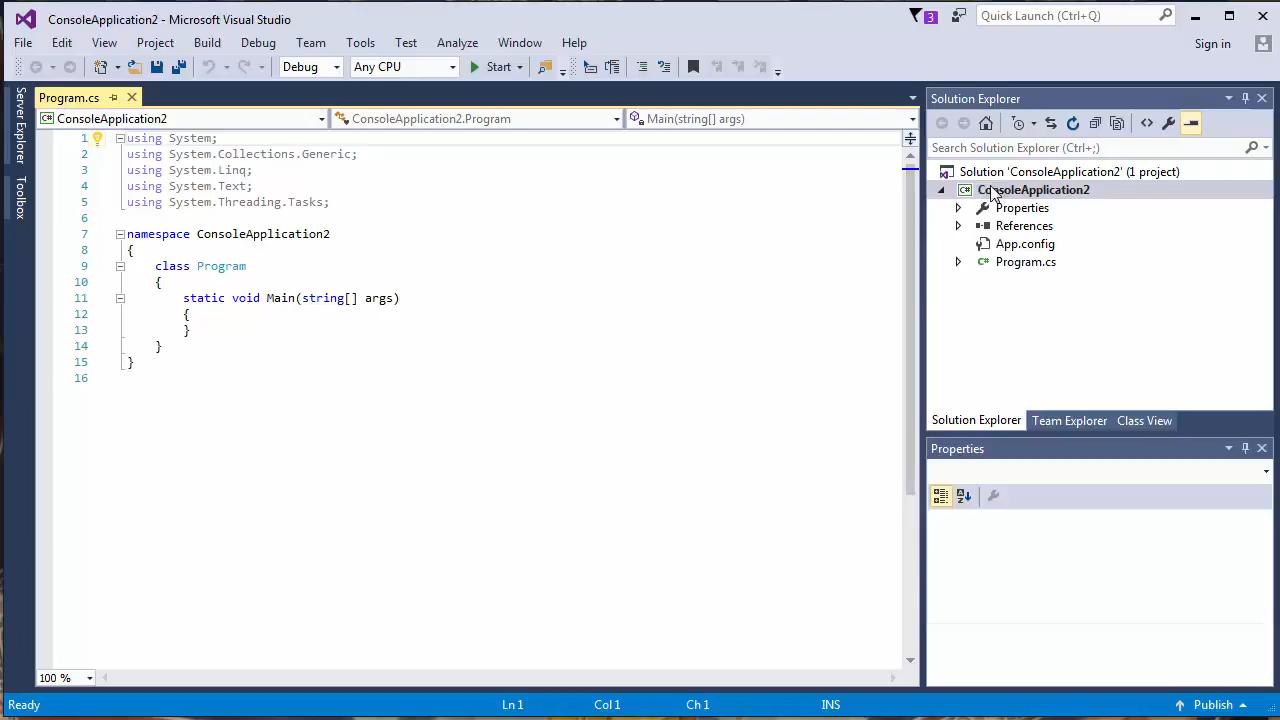 ConsoleApplication2 - Microsoft Visual Studio
3
Quick Launch (Ctrl+Q)
File Edit View Project Build Debug Team Tools Test Analyze Window Help
Sign in
Debug Any CPU Start
Server Explorer
Toolbox
Program.cs
ConsoleApplication2 ConsoleApplication2.Program Main(string[] args)
1 using System;
2 using System.Collections.Generic;
3 using System.Linq;
4 using System.Text;
5 using System.Threading.Tasks;
6
7 namespace ConsoleApplication2
8 {
9 class Program
10 {
11 static void Main(string[] args)
12 {
13 }
14 }
15 }
16
100 %
Solution Explorer
Search Solution Explorer (Ctrl+;)
Solution 'ConsoleApplication2' (1 project)
C# ConsoleApplication2
Properties
References
App.config
C# Program.cs
Solution Explorer Team Explorer Class View
Properties
Ready Ln 1 Col 1 Ch 1 INS Publish